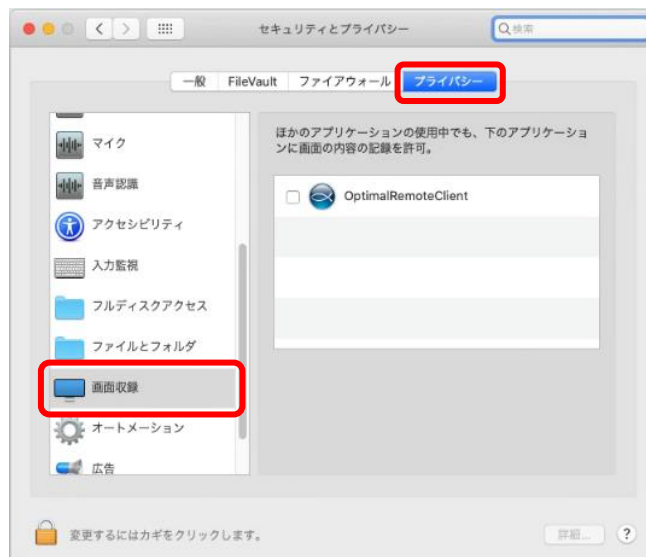 セキュリティとプライバシー
検索
一般 FileVault ファイアウォール プライバシー
マイク
音声認識
アクセシビリティ
入力監視
フルディスクアクセス
ファイルとフォルダ
画面収録
オートメーション
広告
ほかのアプリケーションの使用中でも、下のアプリケーショ
ンに画面の内容の記録を許可。
OptimalRemoteClient
変更するにはカギをクリックします。
詳細...
?